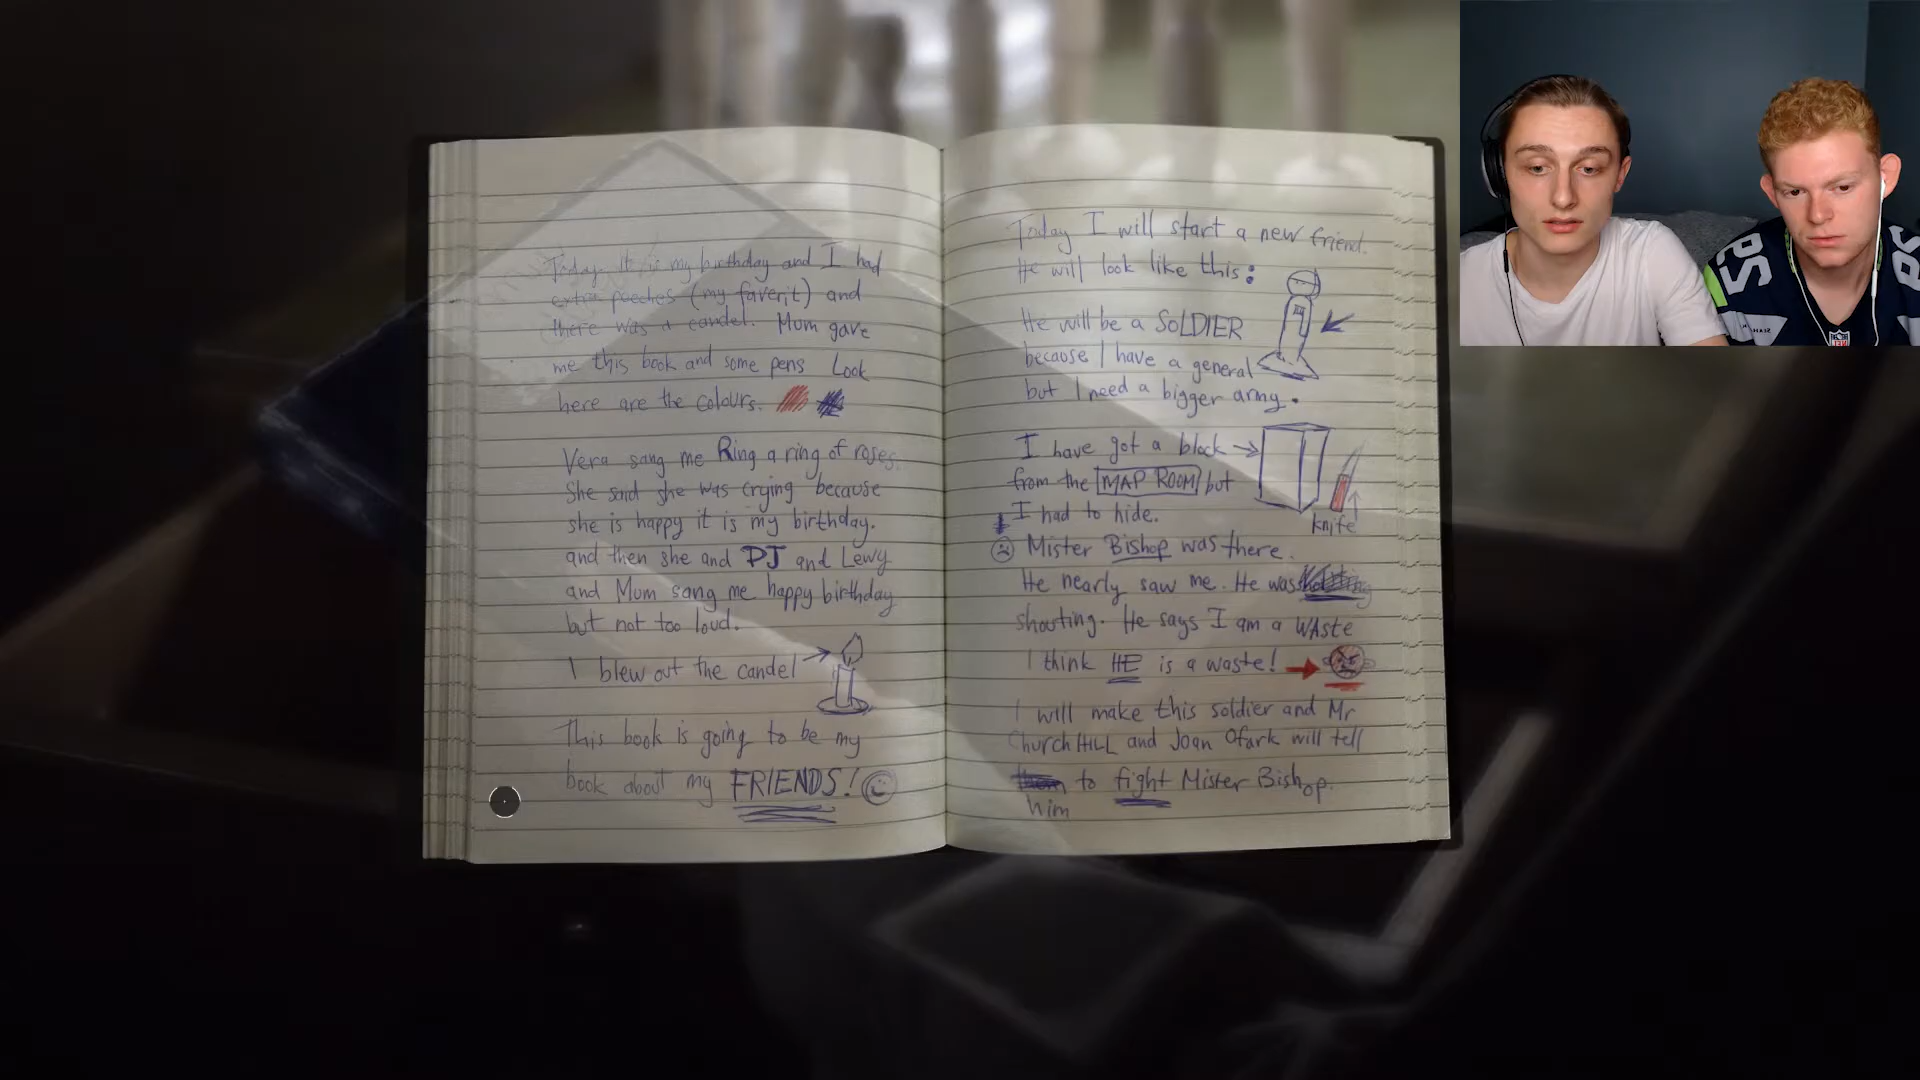 Today it is my birthday and I had
extra peeches (my faverit) and
there was a candel. Mum gave
me this book and some pens Look
here are the colours.
Vera sang me Ring a ring of roses.
She said she was crying because
she is happy it is my birthday.
and then she and PJ and Lewy
and Mum sang me happy birthday
but not too loud.
I blew out the candel
This book is going to be my
book about my FRIENDS!
Today I will start a new friend.
He will look like this:
He will be a SOLDIER
because I have a general
but I need a bigger army.
I have got a block
from the MAP ROOM but
I had to hide.
knife
Mister Bishop was there.
He nearly saw me. He was
shouting. He says I am a WASTE
I think HE is a waste!
I will make this soldier and Mr
ChurchHILL and Joan Ofark will tell
to fight Mister Bishop.
him